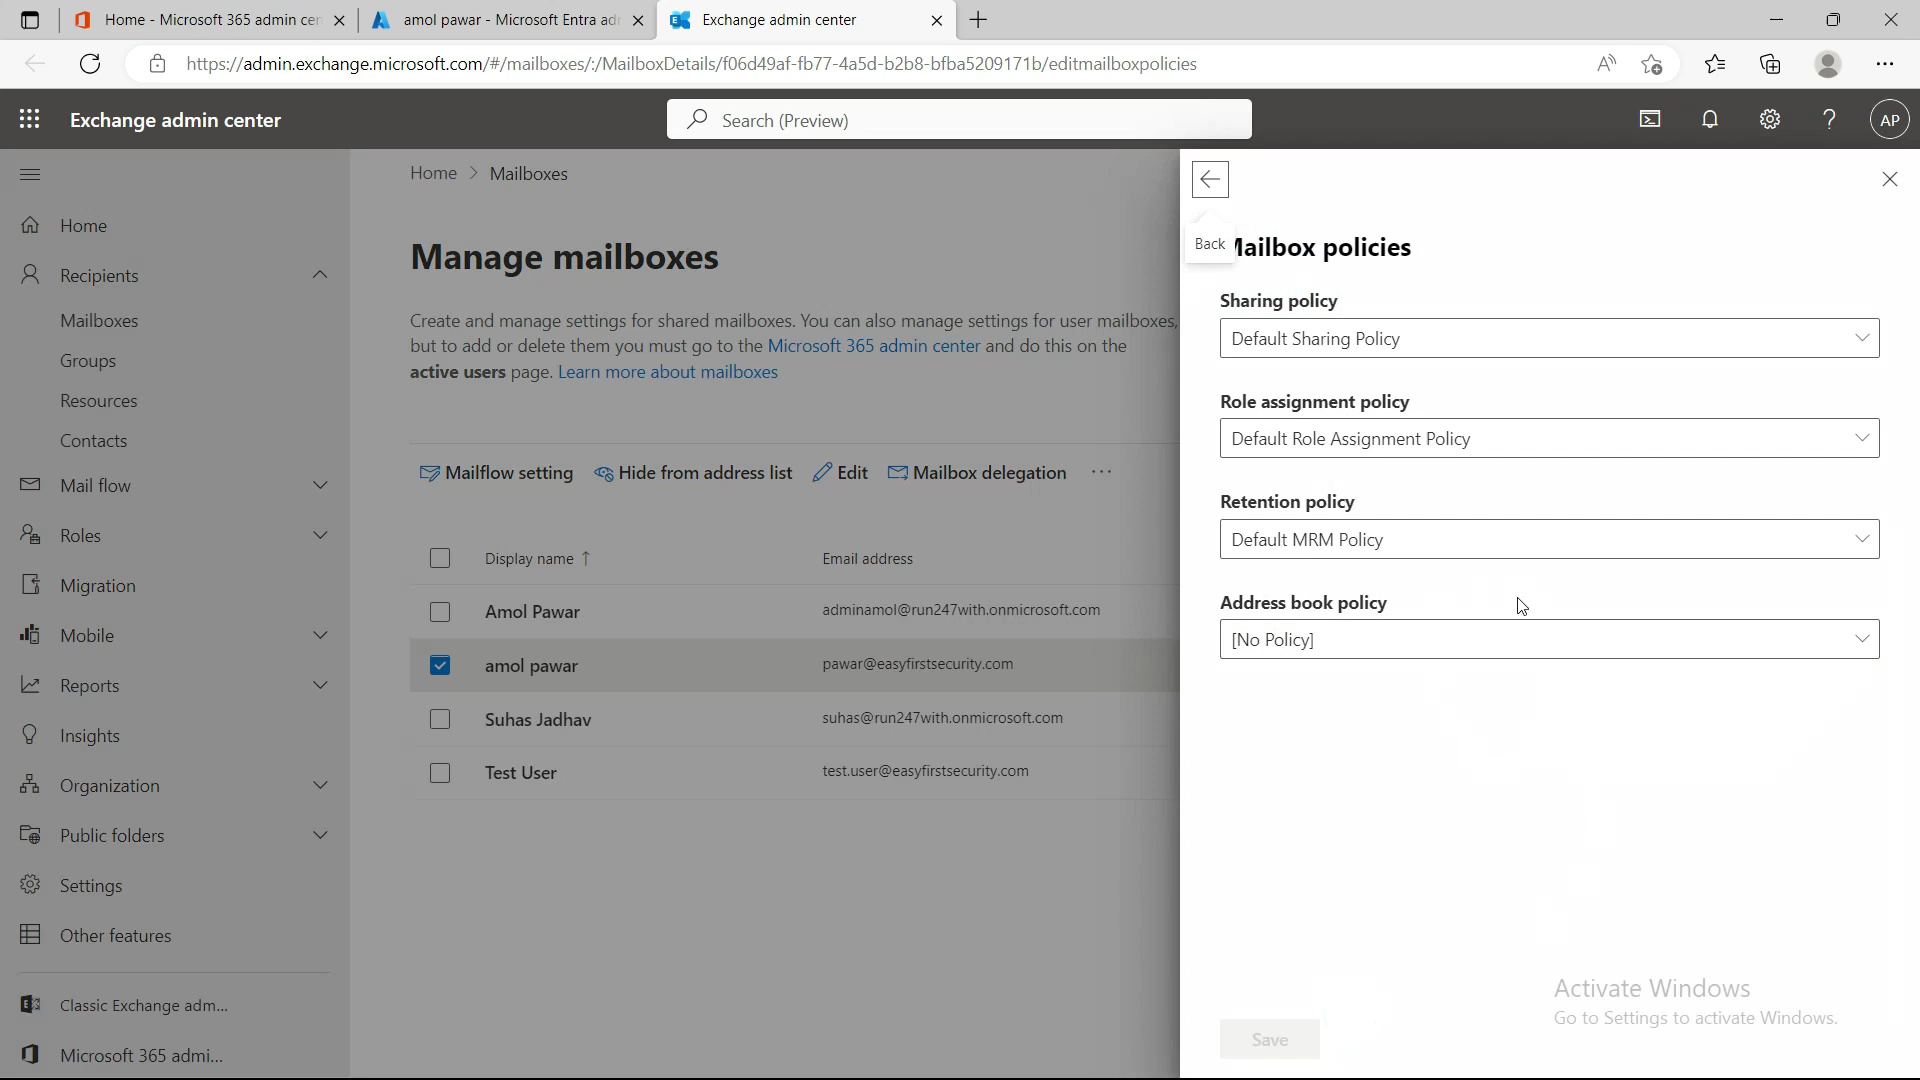 Home - Microsoft 365 admin cen
amol pawar - Microsoft Entra ad
Exchange admin center
https://admin.exchange.microsoft.com/#/mailboxes/:/MailboxDetails/f06d49af-fb77-4a5d-b2b8-bfba5209171b/editmailboxpolicies
Exchange admin center
Search (Preview)
AP
Home
Recipients
Mailboxes
Groups
Resources
Contacts
Mail flow
Roles
Migration
Mobile
Reports
Insights
Organization
Public folders
Settings
Other features
Classic Exchange adm...
Microsoft 365 admi...
Home > Mailboxes
Manage mailboxes
Create and manage settings for shared mailboxes. You can also manage settings for user mailboxes,
but to add or delete them you must go to the Microsoft 365 admin center and do this on the
active users page. Learn more about mailboxes
Mailflow setting Hide from address list Edit Mailbox delegation ...
Display name ↑ Email address
Amol Pawar adminamol@run247with.onmicrosoft.com
amol pawar pawar@easyfirstsecurity.com
Suhas Jadhav suhas@run247with.onmicrosoft.com
Test User test.user@easyfirstsecurity.com
Back
Mailbox policies
Sharing policy
Default Sharing Policy
Role assignment policy
Default Role Assignment Policy
Retention policy
Default MRM Policy
Address book policy
[No Policy]
Activate Windows
Go to Settings to activate Windows.
Save